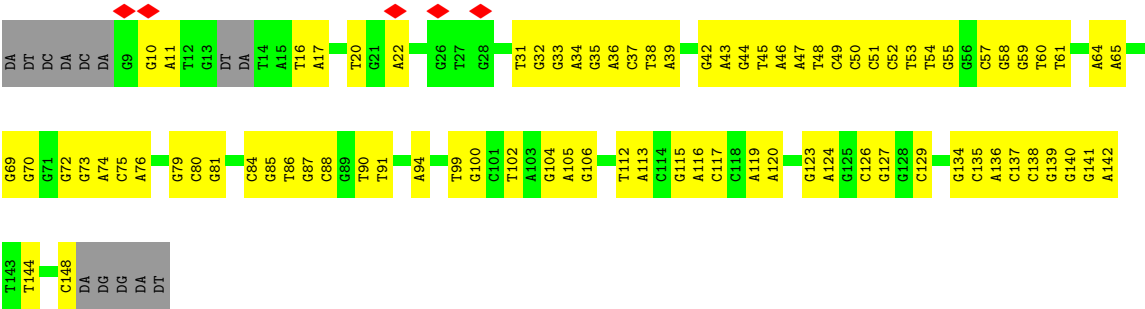 DA DT DC DA DC DA G9 G10 A11 T12 G13 DT DA T14 A15 T16 A17 T20 G21 A22 G26 T27 G28 T31 G32 G33 A34 G35 A36 C37 T38 A39 G42 A43 G44 T45 A46 A47 T48 C49 C50 C51 C52 T53 T54 G55 G56 C57 G58 G59 T60 T61 A64 A65
G69 G70 G71 G72 G73 A74 C75 A76 G79 C80 G81 C84 G85 T86 G87 C88 G89 T90 T91 A94 T99 G100 C101 T102 A103 G104 A105 G106 T112 A113 C114 G115 A116 C117 C118 A119 A120 G123 A124 G125 C126 G127 G128 C129 G134 C135 A136 C137 C138 G139 G140 G141 A142
T143 T144 C148 DA DG DG DA DT